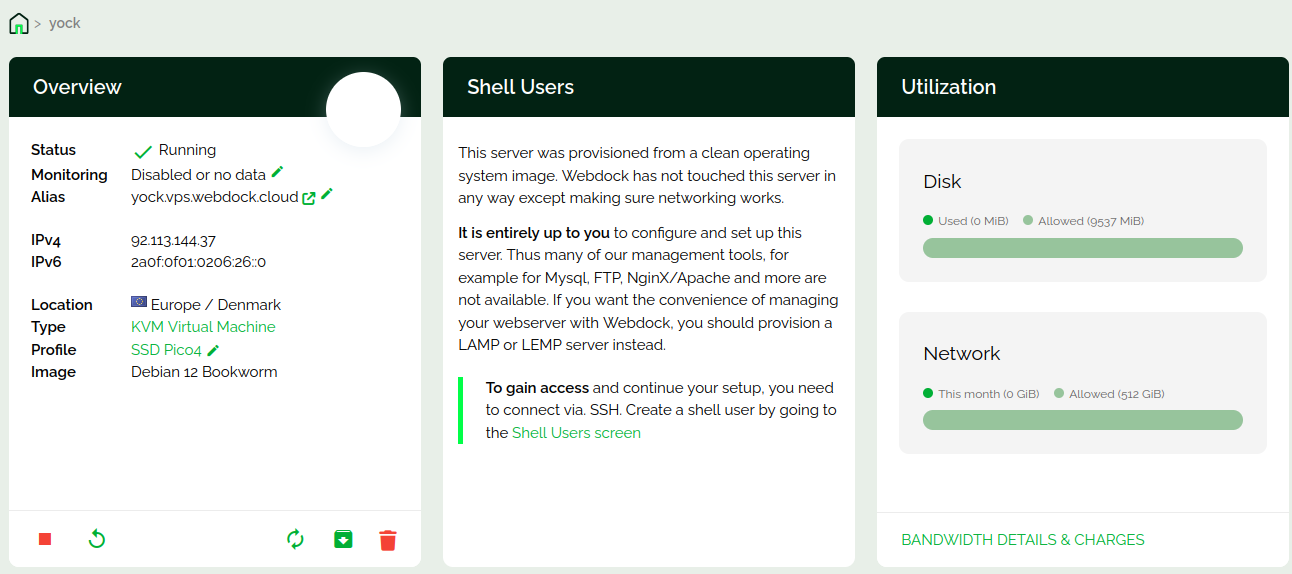 > yock
Overview
Status Running
Monitoring Disabled or no data
Alias yock.vps.webdock.cloud
IPv4 92.113.144.37
IPv6 2a0f:0f01:0206:26::0
Location Europe / Denmark
Type KVM Virtual Machine
Profile SSD Pico4
Image Debian 12 Bookworm
Shell Users
This server was provisioned from a clean operating
system image. Webdock has not touched this server in
any way except making sure networking works.
It is entirely up to you to configure and set up this
server. Thus many of our management tools, for
example for Mysql, FTP, NginX/Apache and more are
not available. If you want the convenience of managing
your webserver with Webdock, you should provision a
LAMP or LEMP server instead.
To gain access and continue your setup, you need
to connect via. SSH. Create a shell user by going to
the Shell Users screen
Utilization
Disk
Used (0 MiB) Allowed (9537 MiB)
Network
This month (0 GiB) Allowed (512 GiB)
BANDWIDTH DETAILS & CHARGES